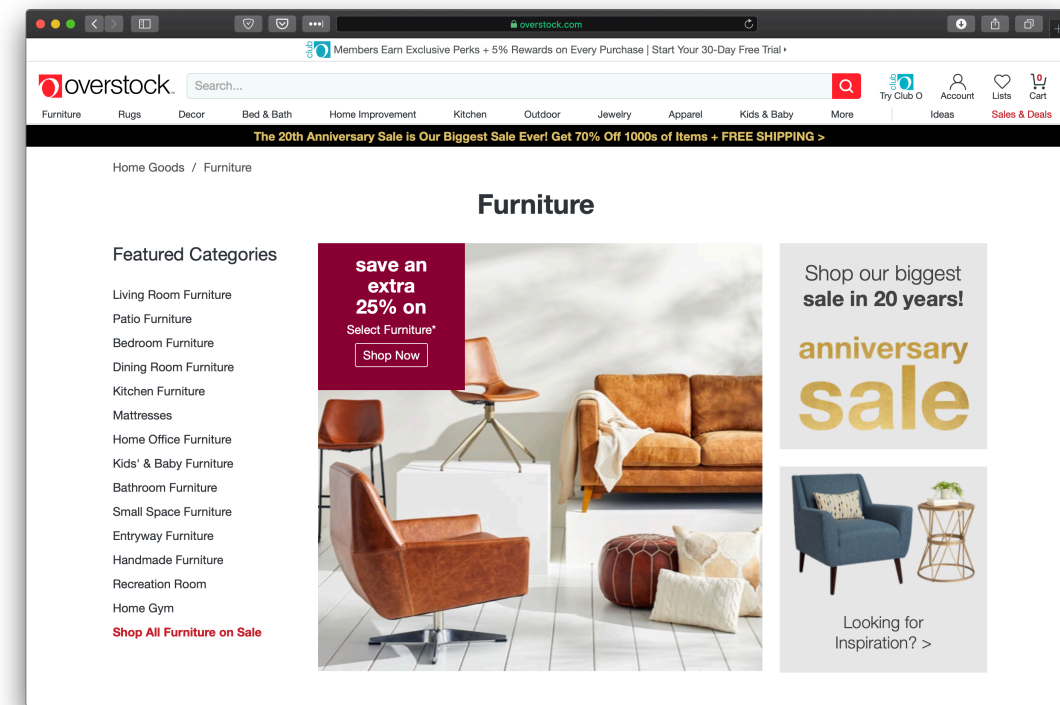 overstock.com
club O Members Earn Exclusive Perks + 5% Rewards on Every Purchase | Start Your 30-Day Free Trial
overstock.
Search...
club O
Try Club O
Account
Lists
0
Cart
Furniture
Rugs
Decor
Bed & Bath
Home Improvement
Kitchen
Outdoor
Jewelry
Apparel
Kids & Baby
More
Ideas
Sales & Deals
The 20th Anniversary Sale is Our Biggest Sale Ever! Get 70% Off 1000s of Items + FREE SHIPPING >
Home Goods / Furniture
Furniture
Featured Categories
Living Room Furniture
Patio Furniture
Bedroom Furniture
Dining Room Furniture
Kitchen Furniture
Mattresses
Home Office Furniture
Kids' & Baby Furniture
Bathroom Furniture
Small Space Furniture
Entryway Furniture
Handmade Furniture
Recreation Room
Home Gym
Shop All Furniture on Sale
save an
extra
25% on
Select Furniture*
Shop Now
Shop our biggest
sale in 20 years!
anniversary
sale
Looking for
Inspiration? >